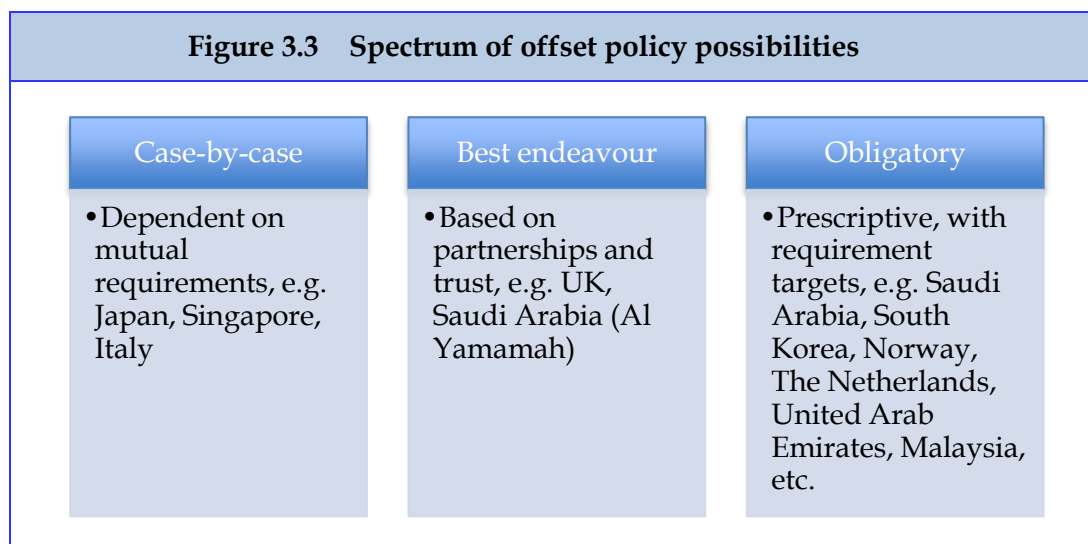 Figure 3.3 Spectrum of offset policy possibilities
Case-by-case
•Dependent on
mutual
requirements, e.g.
Japan, Singapore,
Italy
Best endeavour
•Based on
partnerships and
trust, e.g. UK,
Saudi Arabia (Al
Yamamah)
Obligatory
•Prescriptive, with
requirement
targets, e.g. Saudi
Arabia, South
Korea, Norway,
The Netherlands,
United Arab
Emirates, Malaysia,
etc.